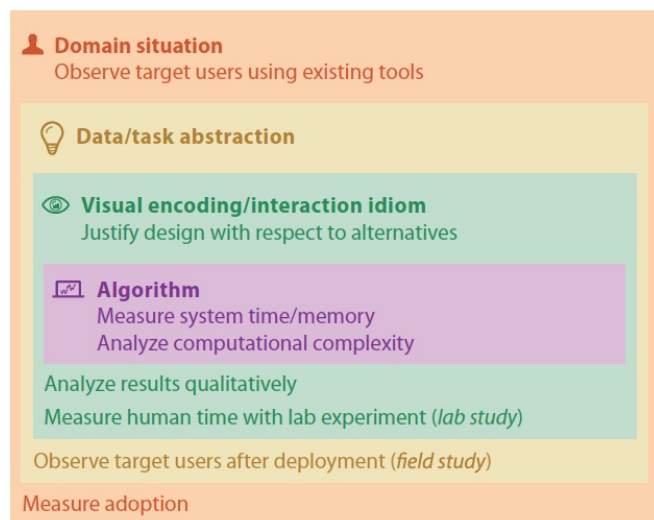 Domain situation
Observe target users using existing tools
Data/task abstraction
Visual encoding/interaction idiom
Justify design with respect to alternatives
Algorithm
Measure system time/memory
Analyze computational complexity
Analyze results qualitatively
Measure human time with lab experiment (lab study)
Observe target users after deployment (field study)
Measure adoption